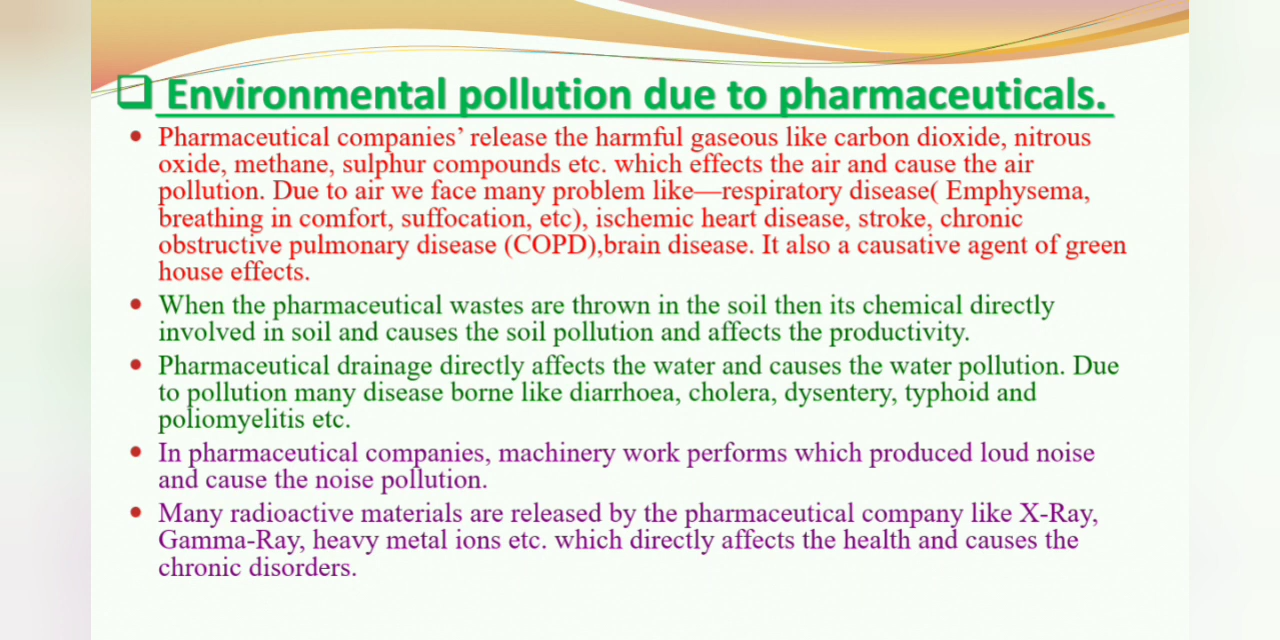 Environmental pollution due to pharmaceuticals.
Pharmaceutical companies’ release the harmful gaseous like carbon dioxide, nitrous
oxide, methane, sulphur compounds etc. which effects the air and cause the air
pollution. Due to air we face many problem like—respiratory disease( Emphysema,
breathing in comfort, suffocation, etc), ischemic heart disease, stroke, chronic
obstructive pulmonary disease (COPD),brain disease. It also a causative agent of green
house effects.
When the pharmaceutical wastes are thrown in the soil then its chemical directly
involved in soil and causes the soil pollution and affects the productivity.
Pharmaceutical drainage directly affects the water and causes the water pollution. Due
to pollution many disease borne like diarrhoea, cholera, dysentery, typhoid and
poliomyelitis etc.
In pharmaceutical companies, machinery work performs which produced loud noise
and cause the noise pollution.
Many radioactive materials are released by the pharmaceutical company like X-Ray,
Gamma-Ray, heavy metal ions etc. which directly affects the health and causes the
chronic disorders.